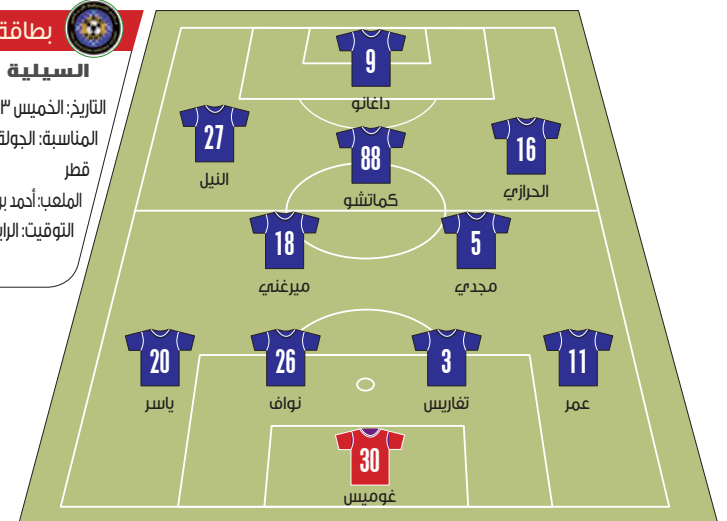 بطاقة
السيلية
التاريخ: الخميس ٣
المناسبة: الجولة
قطر
الملعب: أحمد بن
التوقيت: الراب
9
داغانو
27
النيل
88
كماتشو
16
الحرازي
18
ميرغني
5
مجدي
20
ياسر
26
نواف
3
تفاريس
11
عمر
30
غوميس